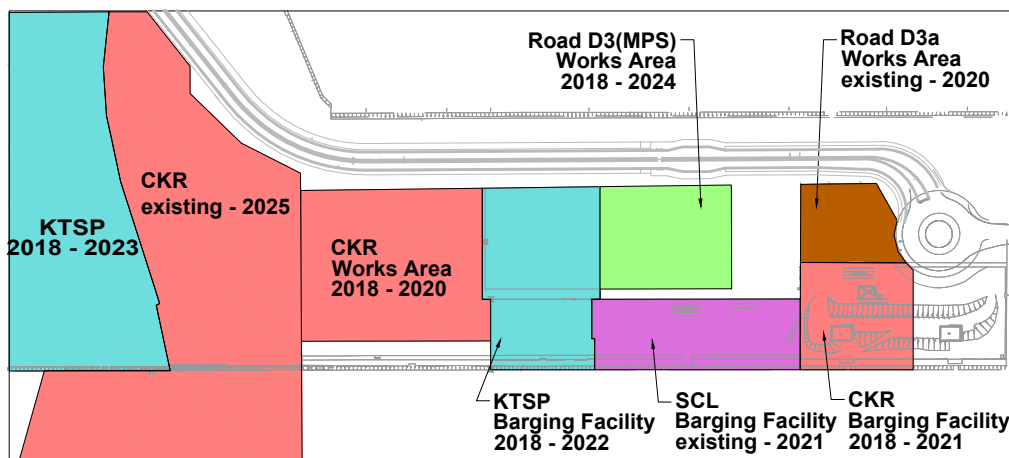 Road D3(MPS)
Works Area
2018 - 2024
Road D3a
Works Area
existing - 2020
CKR
existing - 2025
KTSP
2018 - 2023
CKR
Works Area
2018 - 2020
KTSP
Barging Facility
2018 - 2022
SCL
Barging Facility
existing - 2021
CKR
Barging Facility
2018 - 2021